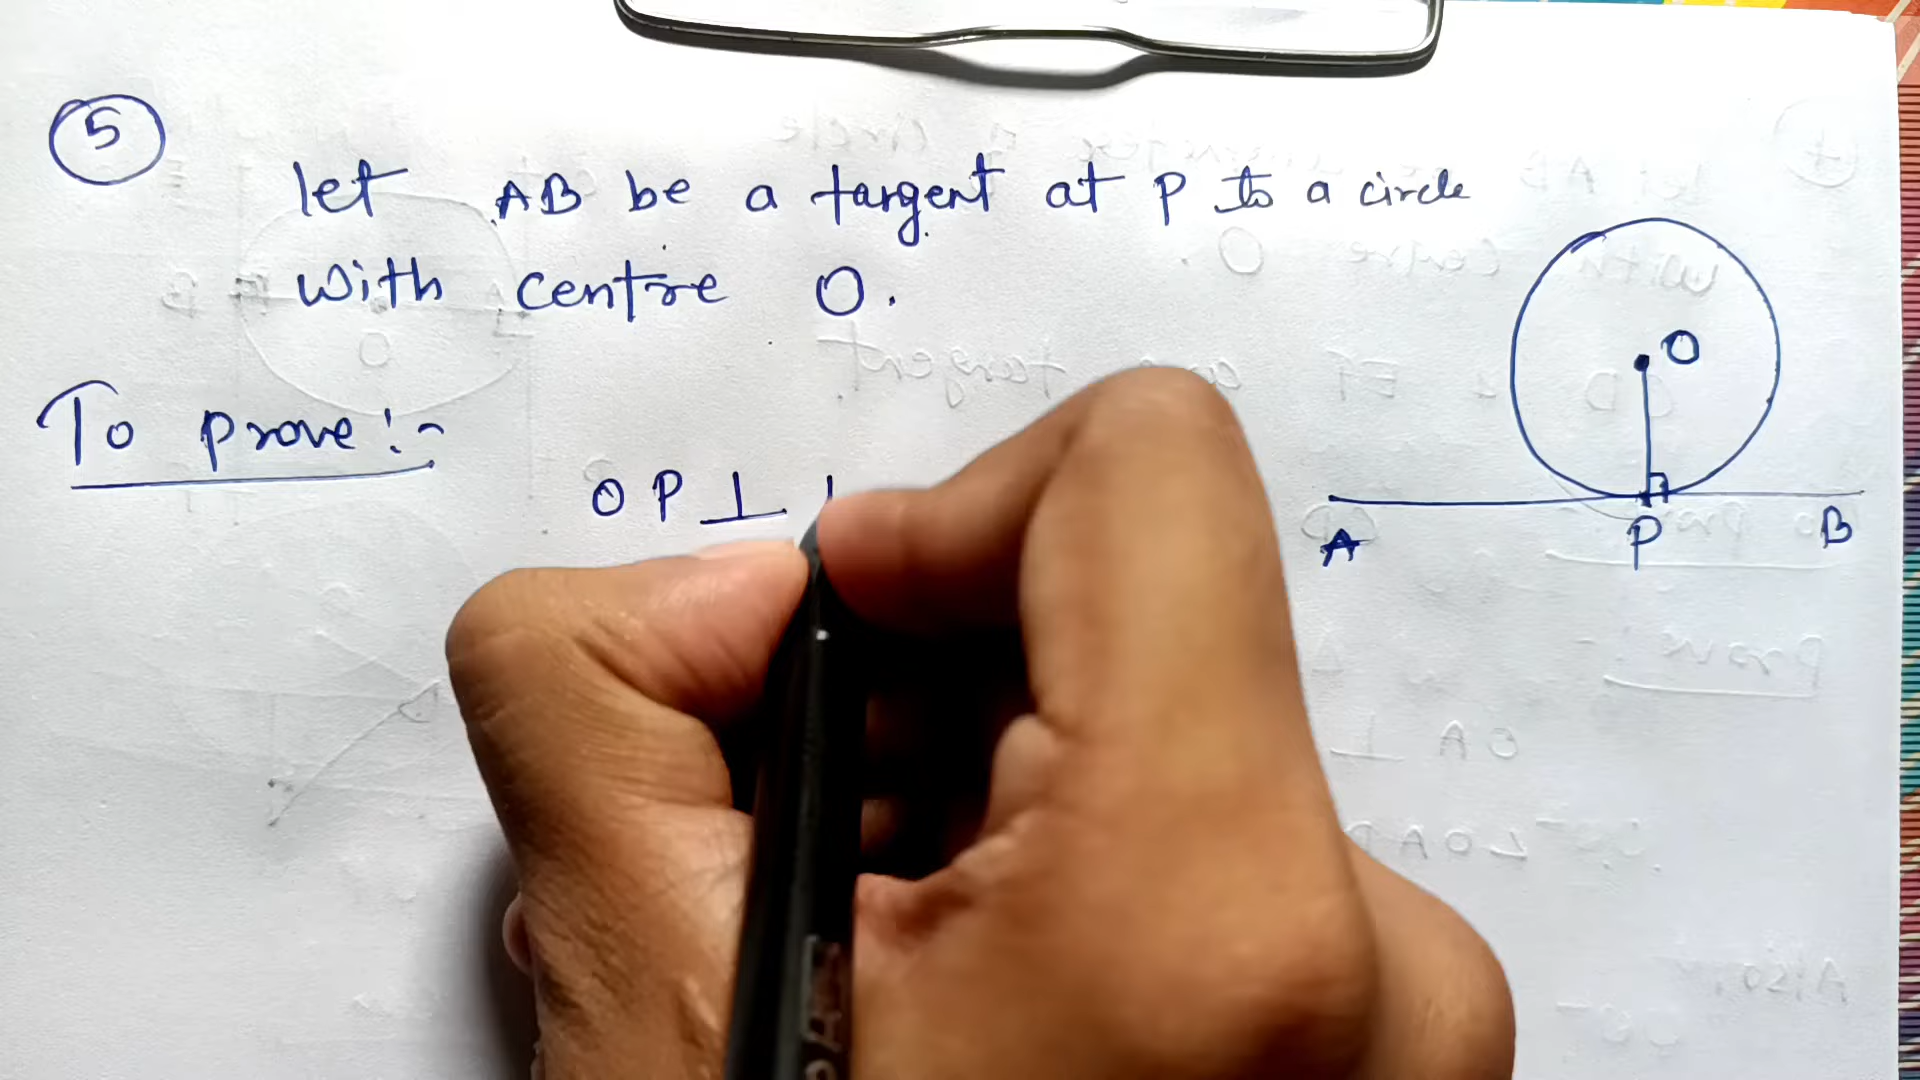 5
let AB be a tangent at P to a circle
with centre O.
O
To prove :-
OP ⊥
A P B